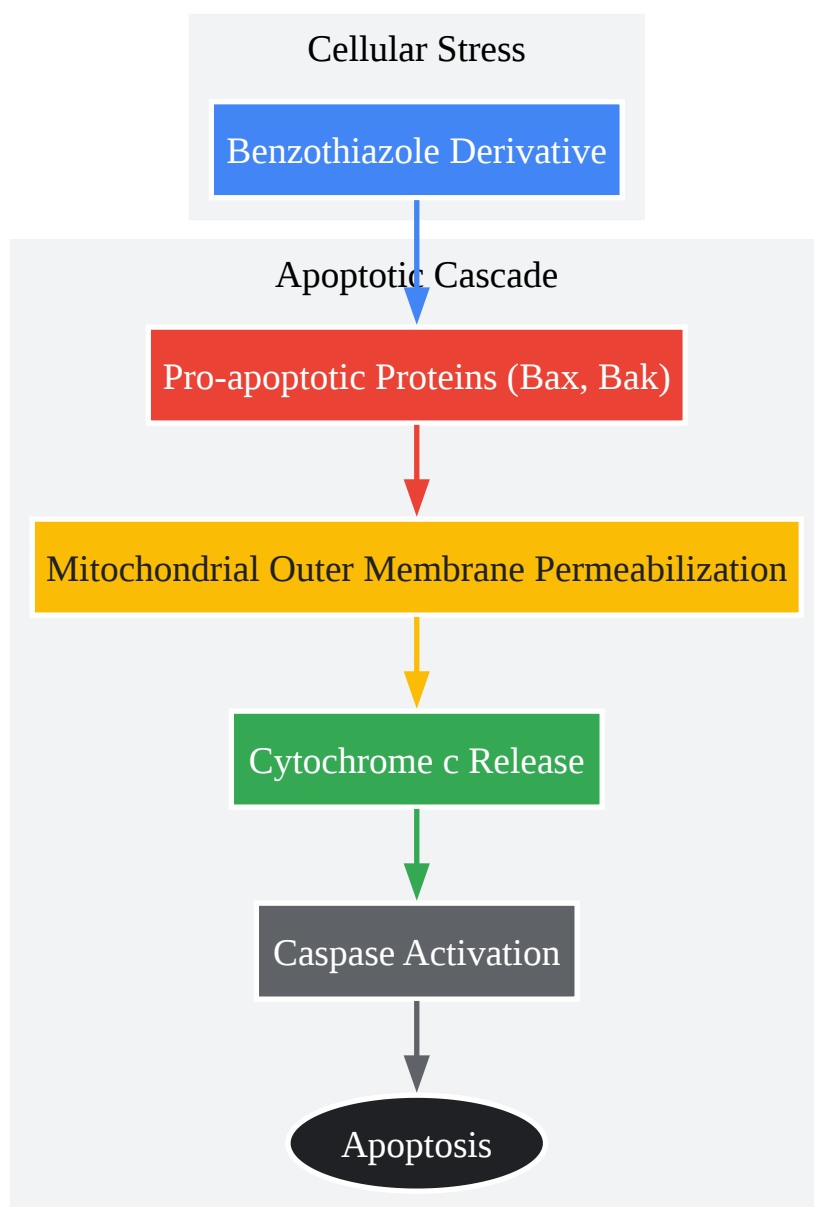 Cellular Stress
Benzothiazole Derivative
Apoptotic Cascade
Pro-apoptotic Proteins (Bax, Bak)
Mitochondrial Outer Membrane Permeabilization
Cytochrome c Release
Caspase Activation
Apoptosis